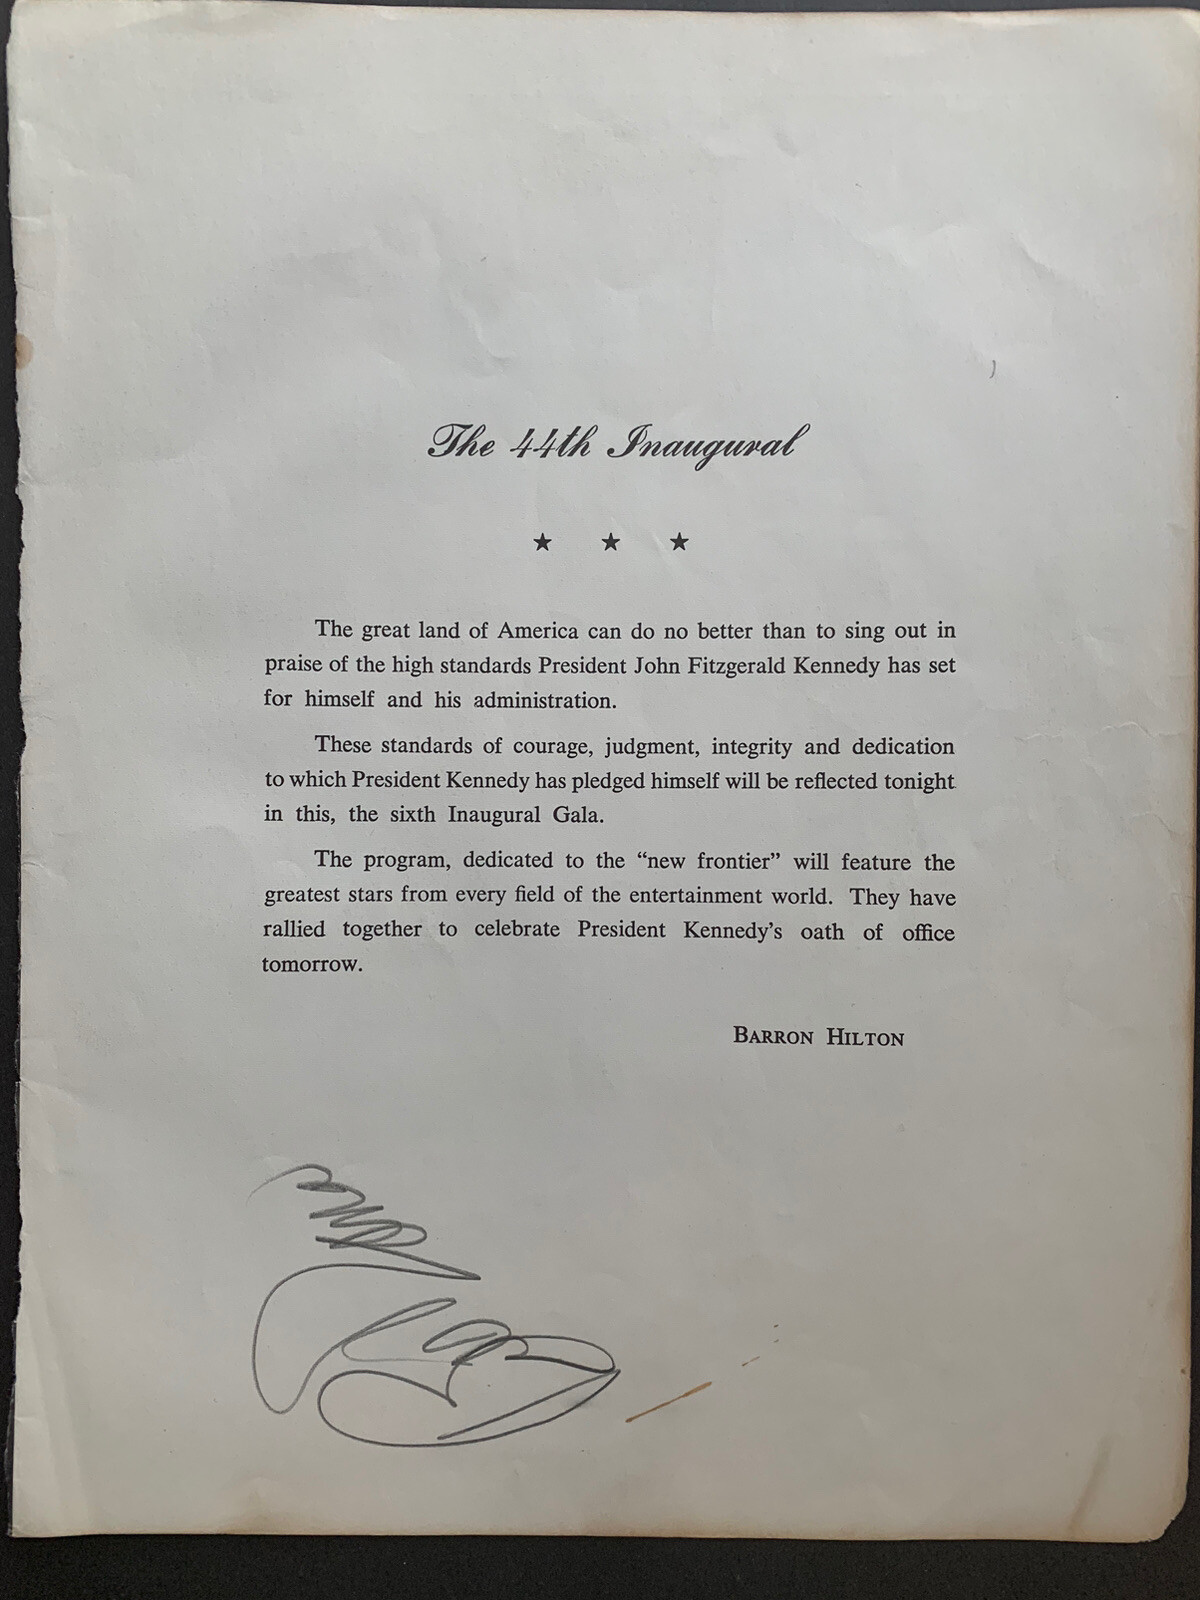 The 44th Inaugural
★ ★ ★
The great land of America can do no better than to sing out in
praise of the high standards President John Fitzgerald Kennedy has set
for himself and his administration.
These standards of courage, judgment, integrity and dedication
to which President Kennedy has pledged himself will be reflected tonight
in this, the sixth Inaugural Gala.
The program, dedicated to the “new frontier” will feature the
greatest stars from every field of the entertainment world. They have
rallied together to celebrate President Kennedy’s oath of office
tomorrow.
BARRON HILTON